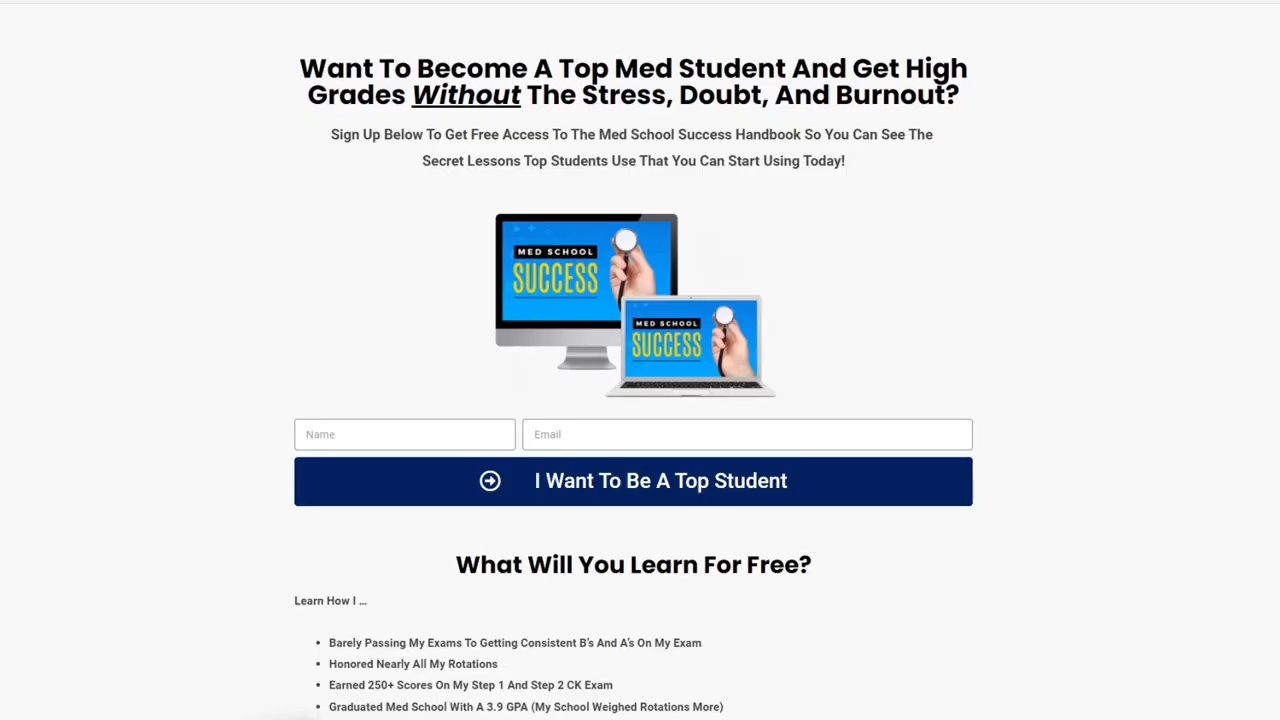 Want To Become A Top Med Student And Get High
Grades Without The Stress, Doubt, And Burnout?
Sign Up Below To Get Free Access To The Med School Success Handbook So You Can See The
Secret Lessons Top Students Use That You Can Start Using Today!
MED SCHOOL
SUCCESS
MED SCHOOL
SUCCESS
Name
Email
I Want To Be A Top Student
What Will You Learn For Free?
Learn How I ...
• Barely Passing My Exams To Getting Consistent B's And A's On My Exam
• Honored Nearly All My Rotations
• Earned 250+ Scores On My Step 1 And Step 2 CK Exam
• Graduated Med School With A 3.9 GPA (My School Weighed Rotations More)